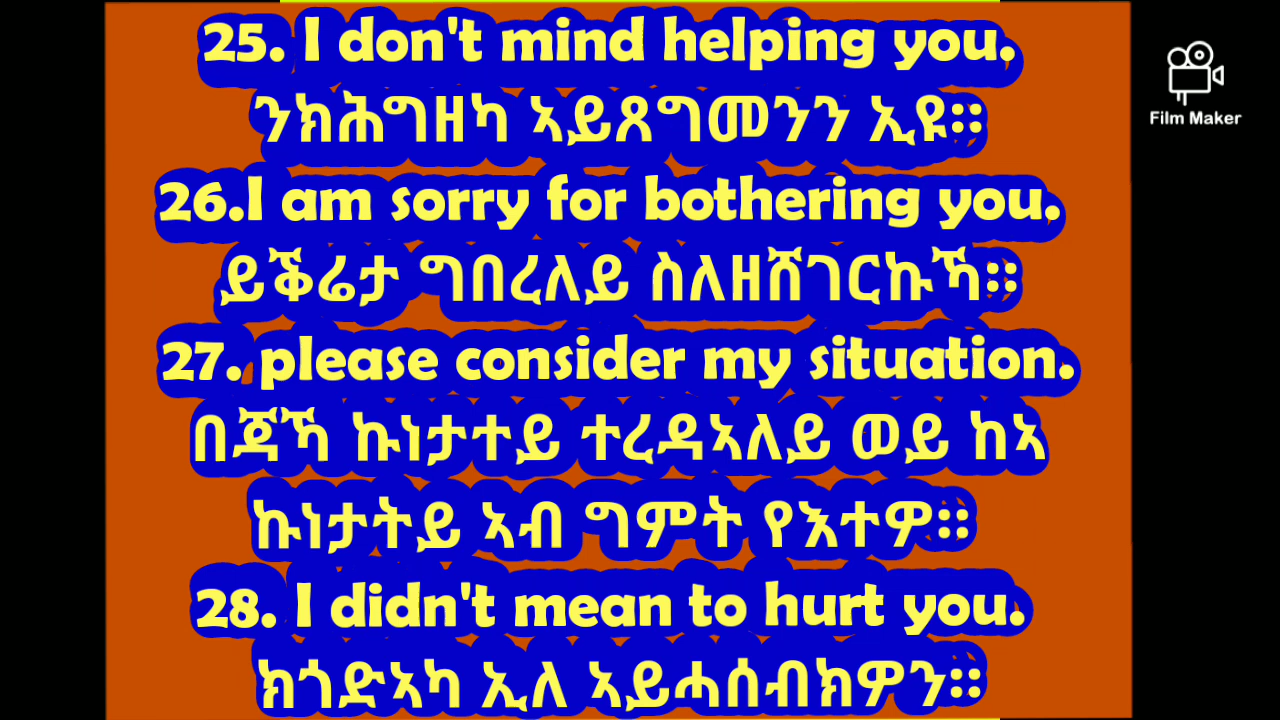 25. I don't mind helping you.
ንክሕግዘካ ኣይጸግመንን ኢዩ።
26.I am sorry for bothering you.
ይቕሬታ ግበረለይ ስለዘሸገርኩኻ።
27. please consider my situation.
በጃኻ ኩነታተይ ተረዳኣለይ ወይ ከኣ
ኩነታትይ ኣብ ግምት የእተዎ።
28. I didn't mean to hurt you.
ክጎድኣካ ኢለ ኣይሓሰብክዎን።
Film Maker